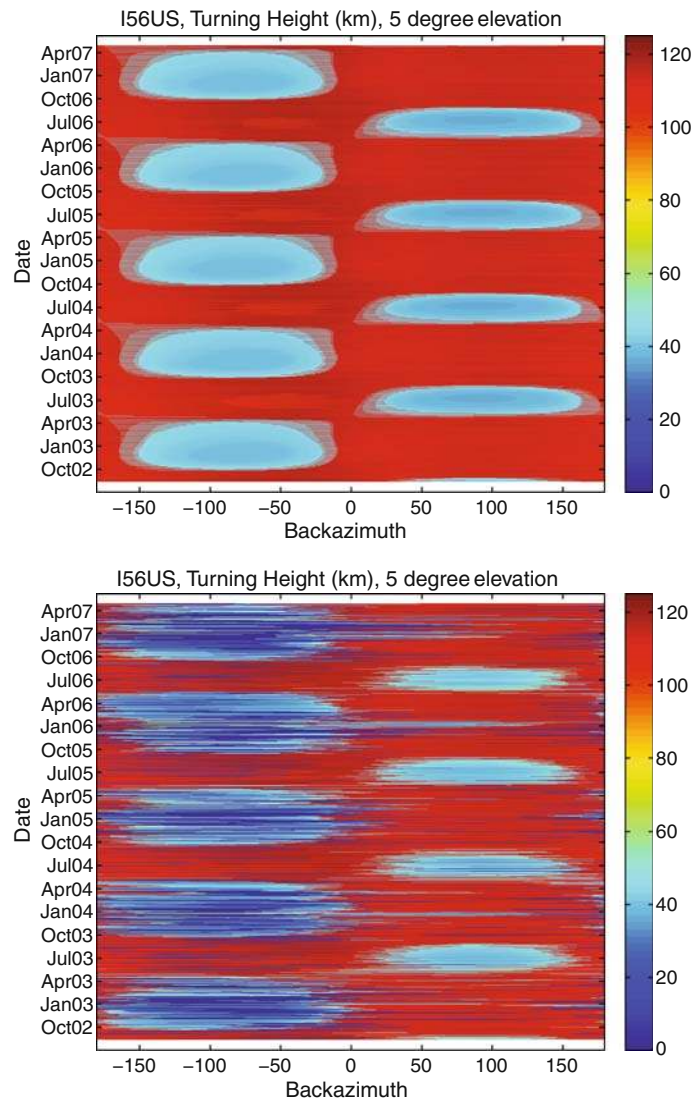 I56US, Turning Height (km), 5 degree elevation
Apr07
Jan07
Oct06
Jul06
Apr06
Jan06
Oct05
Jul05
Apr05
Jan05
Oct04
Jul04
Apr04
Jan04
Oct03
Jul03
Apr03
Jan03
Oct02
Date
−150 −100 −50 0 50 100 150
Backazimuth
120
100
80
60
40
20
0
I56US, Turning Height (km), 5 degree elevation
Apr07
Jan07
Oct06
Jul06
Apr06
Jan06
Oct05
Jul05
Apr05
Jan05
Oct04
Jul04
Apr04
Jan04
Oct03
Jul03
Apr03
Jan03
Oct02
Date
−150 −100 −50 0 50 100 150
Backazimuth
120
100
80
60
40
20
0